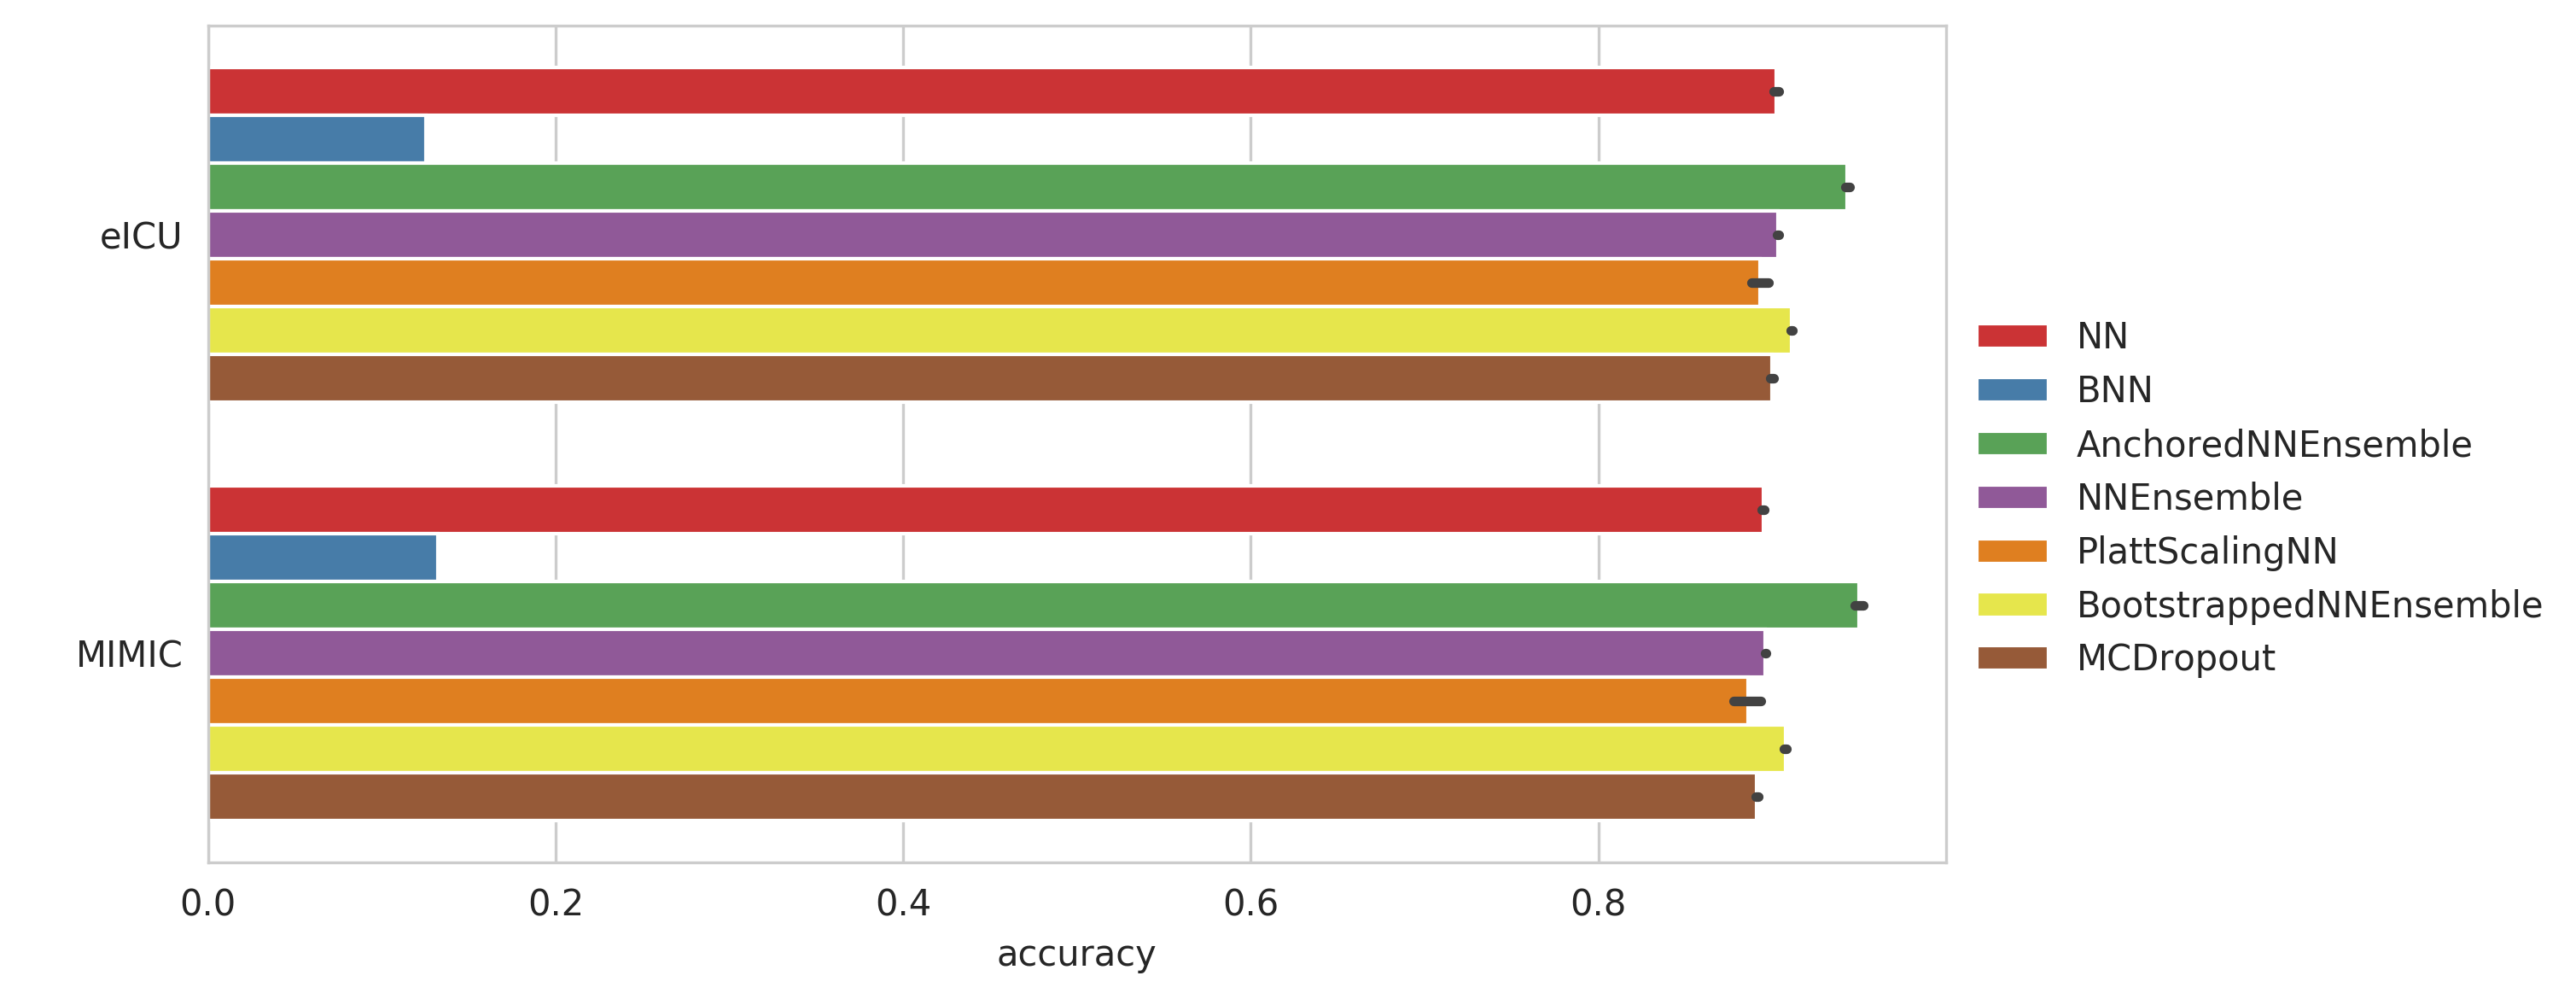 eICU
MIMIC
0.0
0.2
0.4
0.6
0.8
accuracy
NN
BNN
AnchoredNNEnsemble
NNEnsemble
PlattScalingNN
BootstrappedNNEnsemble
MCDropout